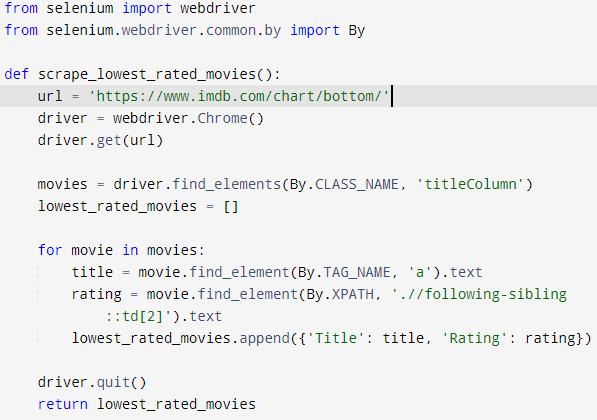 from selenium import webdriver
from selenium.webdriver.common.by import By
def scrape_lowest_rated_movies():
    url = 'https://www.imdb.com/chart/bottom/'
    driver = webdriver.Chrome()
    driver.get(url)
    movies = driver.find_elements(By.CLASS_NAME, 'titleColumn')
    lowest_rated_movies = []
    for movie in movies:
        title = movie.find_element(By.TAG_NAME, 'a').text
        rating = movie.find_element(By.XPATH, './/following-sibling
            ::td[2]').text
        lowest_rated_movies.append({'Title': title, 'Rating': rating})
    driver.quit()
    return lowest_rated_movies